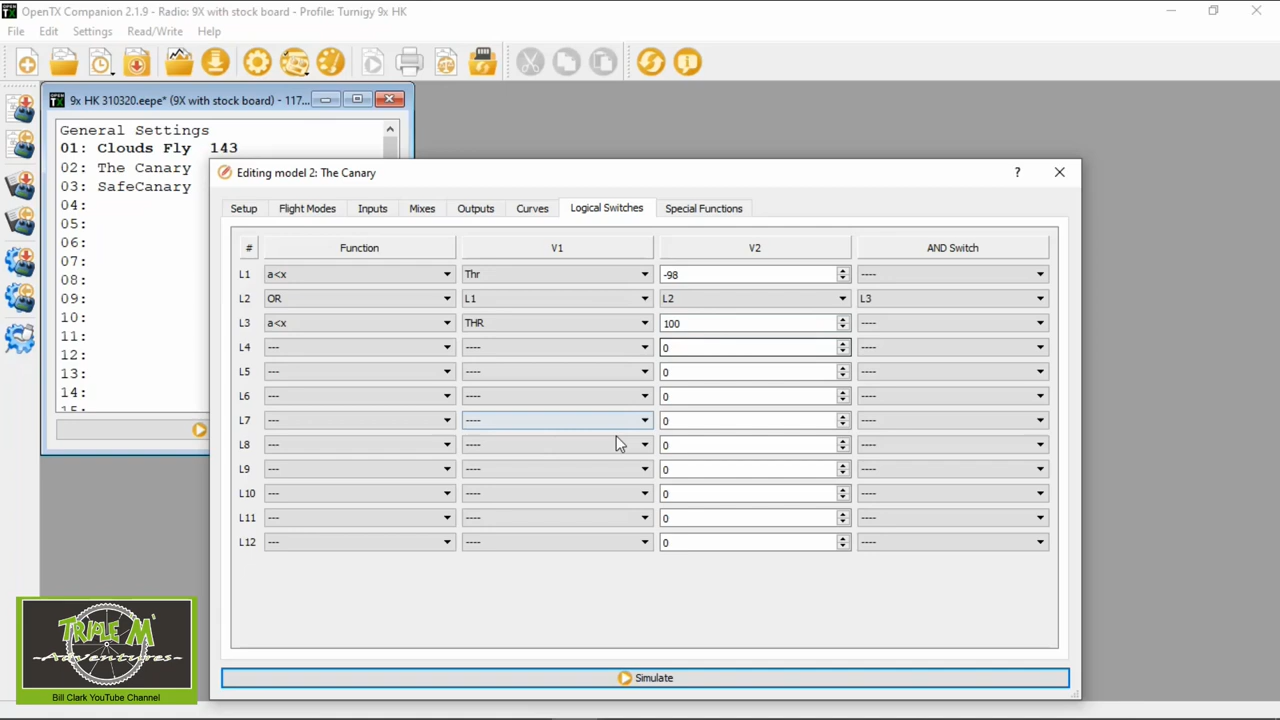 OpenTX Companion 2.1.9 - Radio: 9X with stock board - Profile: Turnigy 9x HK
File Edit Settings Read/Write Help
9x HK 310320.eepe* (9X with stock board) - 117...
General Settings
01: Clouds Fly 143
02: The Canary
03: SafeCanary
04:
05:
06:
07:
08:
09:
10:
11:
12:
13:
14:
Editing model 2: The Canary
?
Setup Flight Modes Inputs Mixes Outputs Curves Logical Switches Special Functions
# Function V1 V2 AND Switch
L1 a<x Thr -98 ----
L2 OR L1 L2 L3
L3 a<x THR 100 ----
L4 --- ---- 0 ----
L5 --- ---- 0 ----
L6 --- ---- 0 ----
L7 --- ---- 0 ----
L8 --- ---- 0 ----
L9 --- ---- 0 ----
L10 --- ---- 0 ----
L11 --- ---- 0 ----
L12 --- ---- 0 ----
Simulate
TRIPLE M'
-Adventures-
Bill Clark YouTube Channel